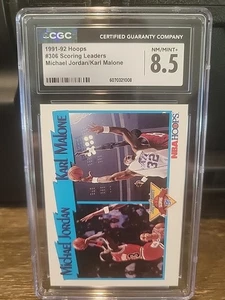 CGC
CERTIFIED GUARANTY COMPANY
1991-92 Hoops
#306 Scoring Leaders
Michael Jordan/Karl Malone
NM/MINT+
8.5
KARL MALONE
MICHAEL JORDAN
NBA HOOPS
32